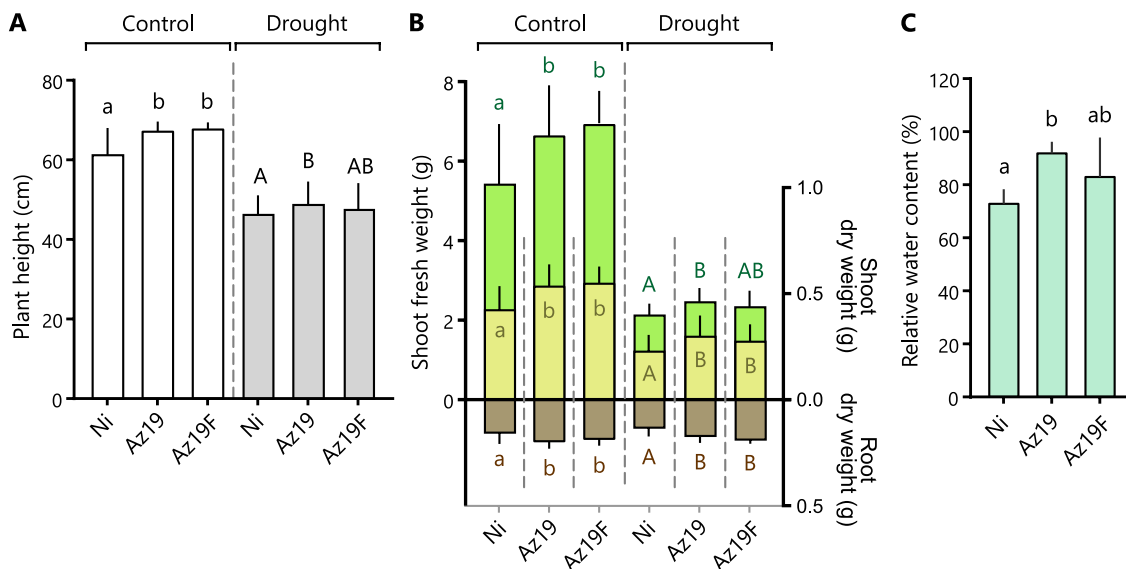 A
Control
Drought
80
60
40
20
0
Plant height (cm)
a
b
b
A
B
AB
Ni
Az19
Az19F
Ni
Az19
Az19F
B
Control
Drought
8
6
4
2
0
Shoot fresh weight (g)
a
b
b
A
B
AB
a
b
b
A
B
B
a
b
b
A
B
B
1.0
0.5
0.0
0.5
Shoot
dry weight (g)
Root
dry weight (g)
Ni
Az19
Az19F
Ni
Az19
Az19F
C
120
100
80
60
40
20
0
Relative water content (%)
a
b
ab
Ni
Az19
Az19F